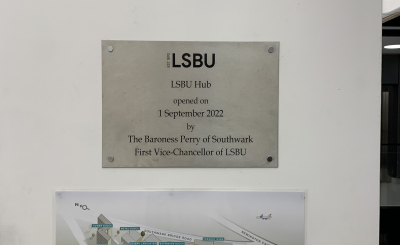 LSBU
LSBU Hub
opened on
1 September 2022
by
The Baroness Perry of Southwark
First Vice-Chancellor of LSBU